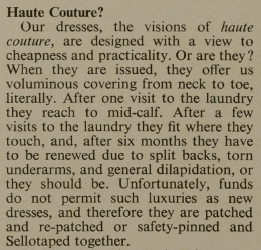 Haute Couture?
Our dresses, the visions of haute
couture, are designed with a view to
cheapness and practicality. Or are they?
When they are issued, they offer us
voluminous covering from neck to toe,
literally. After one visit to the laundry
they reach to mid-calf. After a few
visits to the laundry they fit where they
touch, and, after six months they have
to be renewed due to split backs, torn
underarms, and general dilapidation, or
they should be. Unfortunately, funds
do not permit such luxuries as new
dresses, and therefore they are patched
and re-patched or safety-pinned and
Sellotaped together.